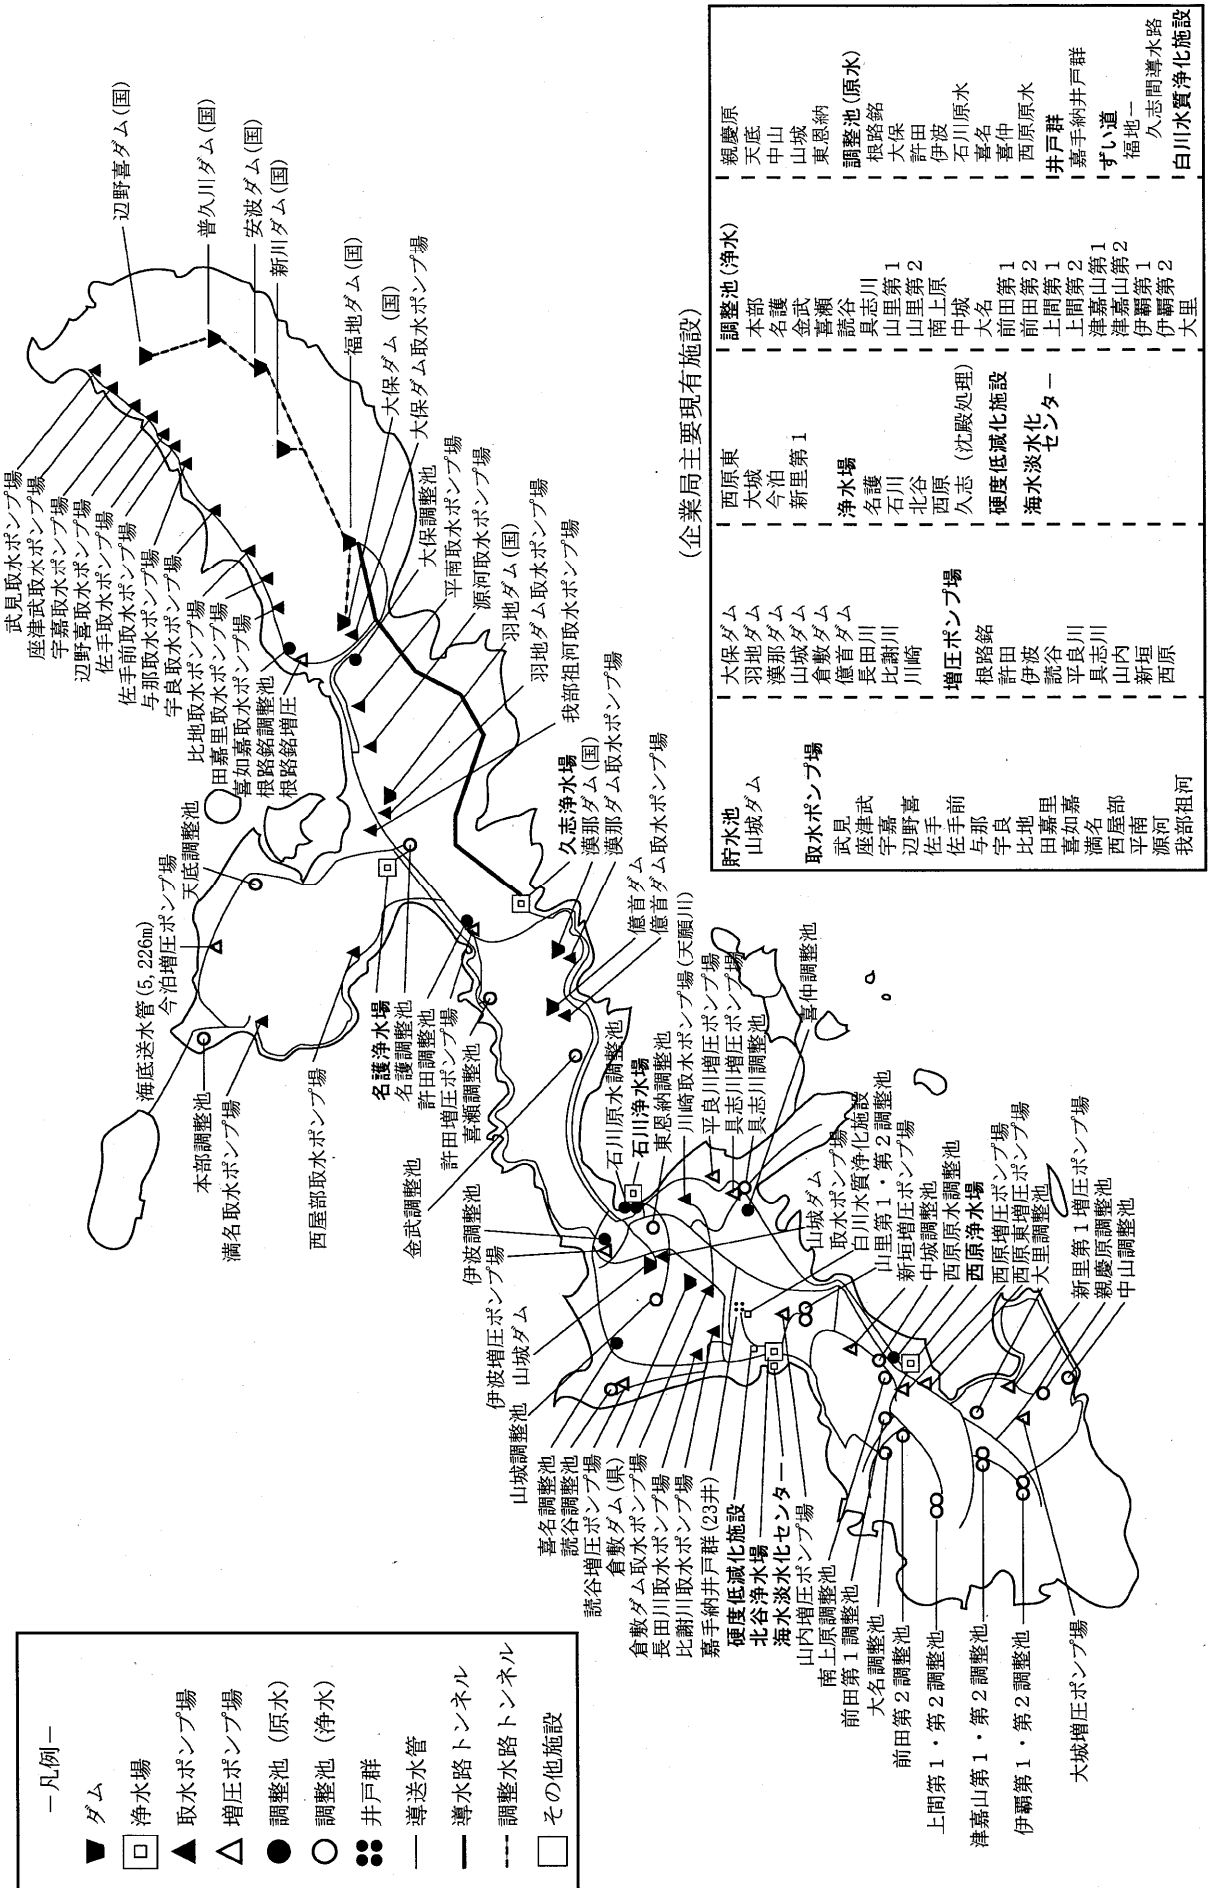 辺野喜ダム(国)
普久川ダム(国)
安波ダム(国)
新川ダム(国)
福地ダム(国)
大保ダム (国)
大保ダム取水ポンプ場
大保調整池
平南取水ポンプ場
源河取水ポンプ場
羽地ダム(国)
羽地ダム取水ポンプ場
我部祖河取水ポンプ場
久志浄水場
漢那ダム(国)
漢那ダム取水ポンプ場
億首ダム
億首ダム取水ポンプ場
武見取水ポンプ場
座津武取水ポンプ場
宇嘉取水ポンプ場
辺野喜取水ポンプ場
佐手取水ポンプ場
佐手前取水ポンプ場
与那取水ポンプ場
宇良取水ポンプ場
比地取水ポンプ場
田嘉里取水ポンプ場
喜如嘉取水ポンプ場
根路銘調整池
根路銘増圧
天底調整池
海底送水管(5,226m)
今泊増圧ポンプ場
本部調整池
満名取水ポンプ場
西屋部取水ポンプ場
名護浄水場
名護調整池
許田調整池
許田増圧ポンプ場
喜瀬調整池
金武調整池
石川原水調整池
石川浄水場
東恩納調整池
川崎取水ポンプ場(天願川)
平良川増圧ポンプ場
具志川増圧ポンプ場
具志川調整池
喜仲調整池
伊波調整池
伊波増圧ポンプ場
山城ダム
山城調整池
山城ダム
取水ポンプ場
白川水質浄化施設
山里第1・第2調整池
新垣増圧ポンプ場
中城調整池
西原原水調整池
西原浄水場
西原増圧ポンプ場
西原東増圧ポンプ場
大里調整池
新里第1増圧ポンプ場
親慶原調整池
中山調整池
喜名調整池
読谷調整池
読谷増圧ポンプ場
倉敷ダム(県)
倉敷ダム取水ポンプ場
長田川取水ポンプ場
比謝川取水ポンプ場
嘉手納井戸群(23井)
硬度低減化施設
北谷浄水場
海水淡水化センター
山内増圧ポンプ場
南上原調整池
前田第1調整池
大名調整池
前田第2調整池
上間第1・第2調整池
津嘉山第1・第2調整池
伊覇第1・第2調整池
大城増圧ポンプ場
－凡例－
ダム
浄水場
取水ポンプ場
増圧ポンプ場
調整池 (原水)
調整池 (浄水)
井戸群
導送水管
導水路トンネル
調整水路トンネル
その他施設
(企業局主要現有施設)
貯水池
山城ダム
取水ポンプ場
武見
座津武
宇嘉
辺野喜
佐手
佐手前
与那
宇良
比地
田嘉里
喜如嘉
満名
西屋部
平南
源河
我部祖河
大保ダム
羽地ダム
漢那ダム
山城ダム
倉敷ダム
億首ダム
長田川
比謝川
川崎
増圧ポンプ場
根路銘
許田
伊波
読谷
平良川
具志川
山内
新垣
西原
西原東
大城
今泊
新里第1
浄水場
名護
石川
北谷
西原
久志 (沈殿処理)
硬度低減化施設
海水淡水化
センター
調整池(浄水)
本部
名護
金武
喜瀬
読谷
具志川
山里第1
山里第2
南上原
中城
大名
前田第1
前田第2
上間第1
上間第2
津嘉山第1
津嘉山第2
伊覇第1
伊覇第2
大里
親慶原
天底
中山
山城
東恩納
調整池(原水)
根路銘
大保
許田
伊波
石川原水
喜名
喜仲
西原原水
井戸群
嘉手納井戸群
ずい道
福地ー
久志間導水路
白川水質浄化施設